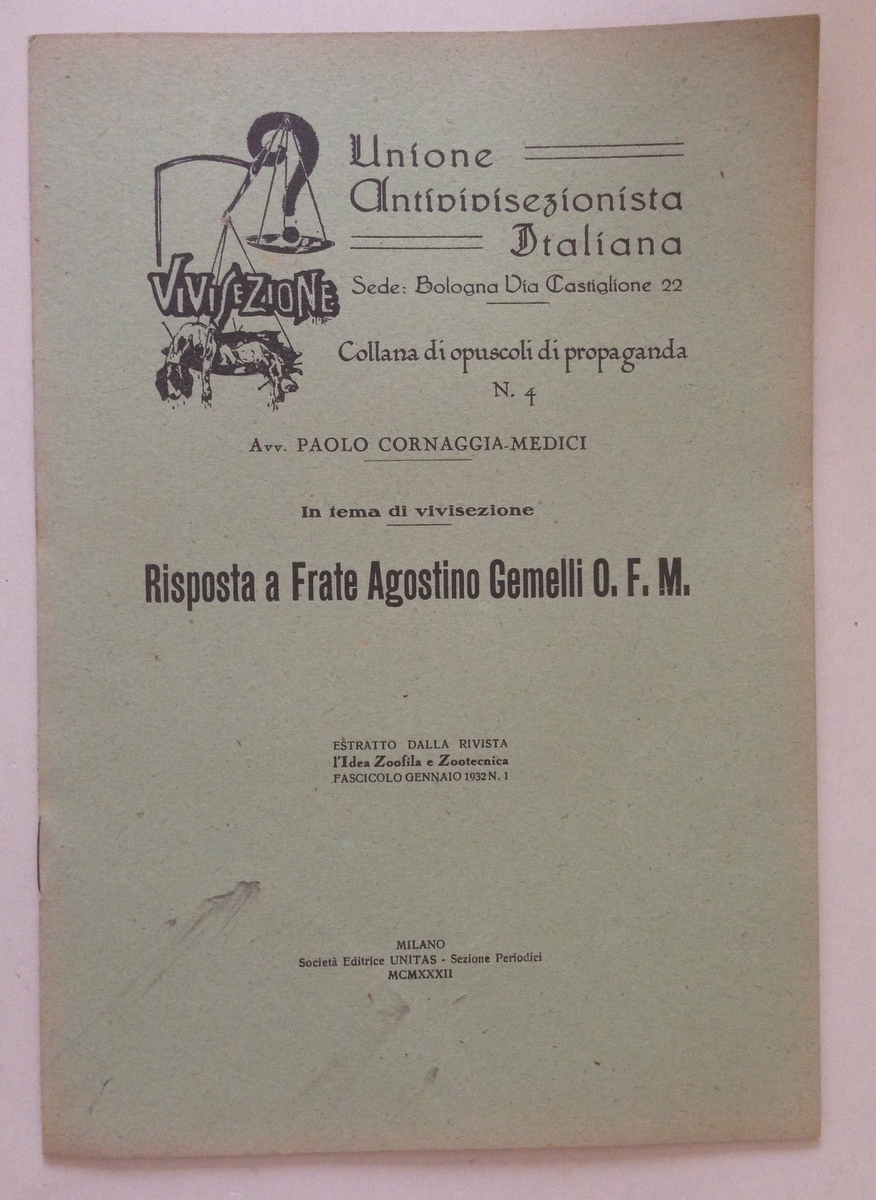 Unione
Antivivisezionista
Italiana
VIVISEZIONE
Sede: Bologna Via Castiglione 22
Collana di opuscoli di propaganda
N. 4
Avv. PAOLO CORNAGGIA-MEDICI
In tema di vivisezione
Risposta a Frate Agostino Gemelli O. F. M.
ESTRATTO DALLA RIVISTA
l'Idea Zoofila e Zootecnica
FASCICOLO GENNAIO 1932 N. 1
MILANO
Società Editrice UNITAS - Sezione Periodici
MCMXXXII